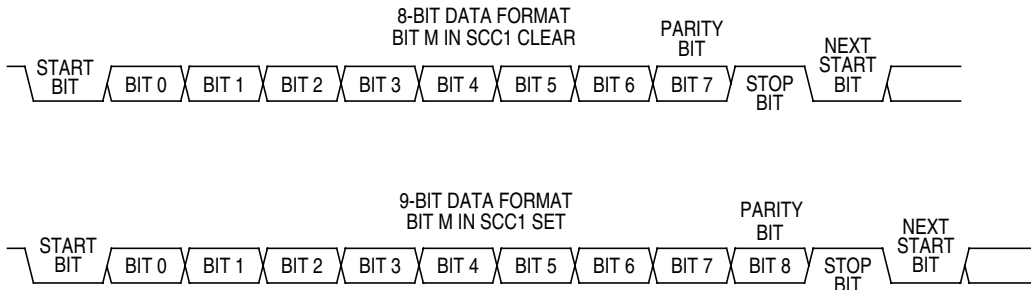 8-BIT DATA FORMAT
BIT M IN SCC1 CLEAR
PARITY
BIT
START
BIT
BIT 0
BIT 1
BIT 2
BIT 3
BIT 4
BIT 5
BIT 6
BIT 7
STOP
BIT
NEXT
START
BIT
9-BIT DATA FORMAT
BIT M IN SCC1 SET
PARITY
BIT
START
BIT
BIT 0
BIT 1
BIT 2
BIT 3
BIT 4
BIT 5
BIT 6
BIT 7
BIT 8
STOP
BIT
NEXT
START
BIT